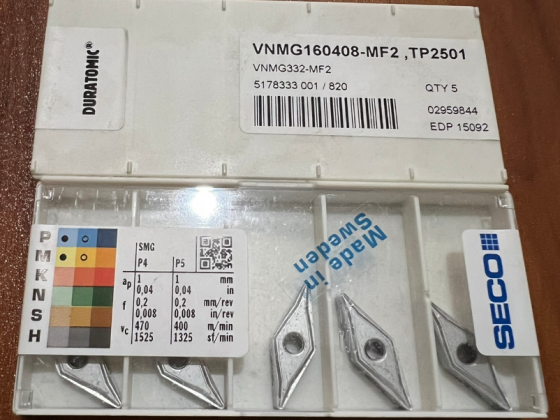 DURATOMIC®
VNMG160408-MF2 ,TP2501
VNMG332-MF2
5178333 001 / 820
QTY 5
02959844
EDP 15092
P
M
K
N
S
H
SMG
P4 P5
ap 1 1 mm
0,04 0,04 in
f 0,2 0,2 mm/rev
0,008 0,008 in/rev
vc 470 400 m/min
1525 1325 sf/min
Made in
Sweden
SECO